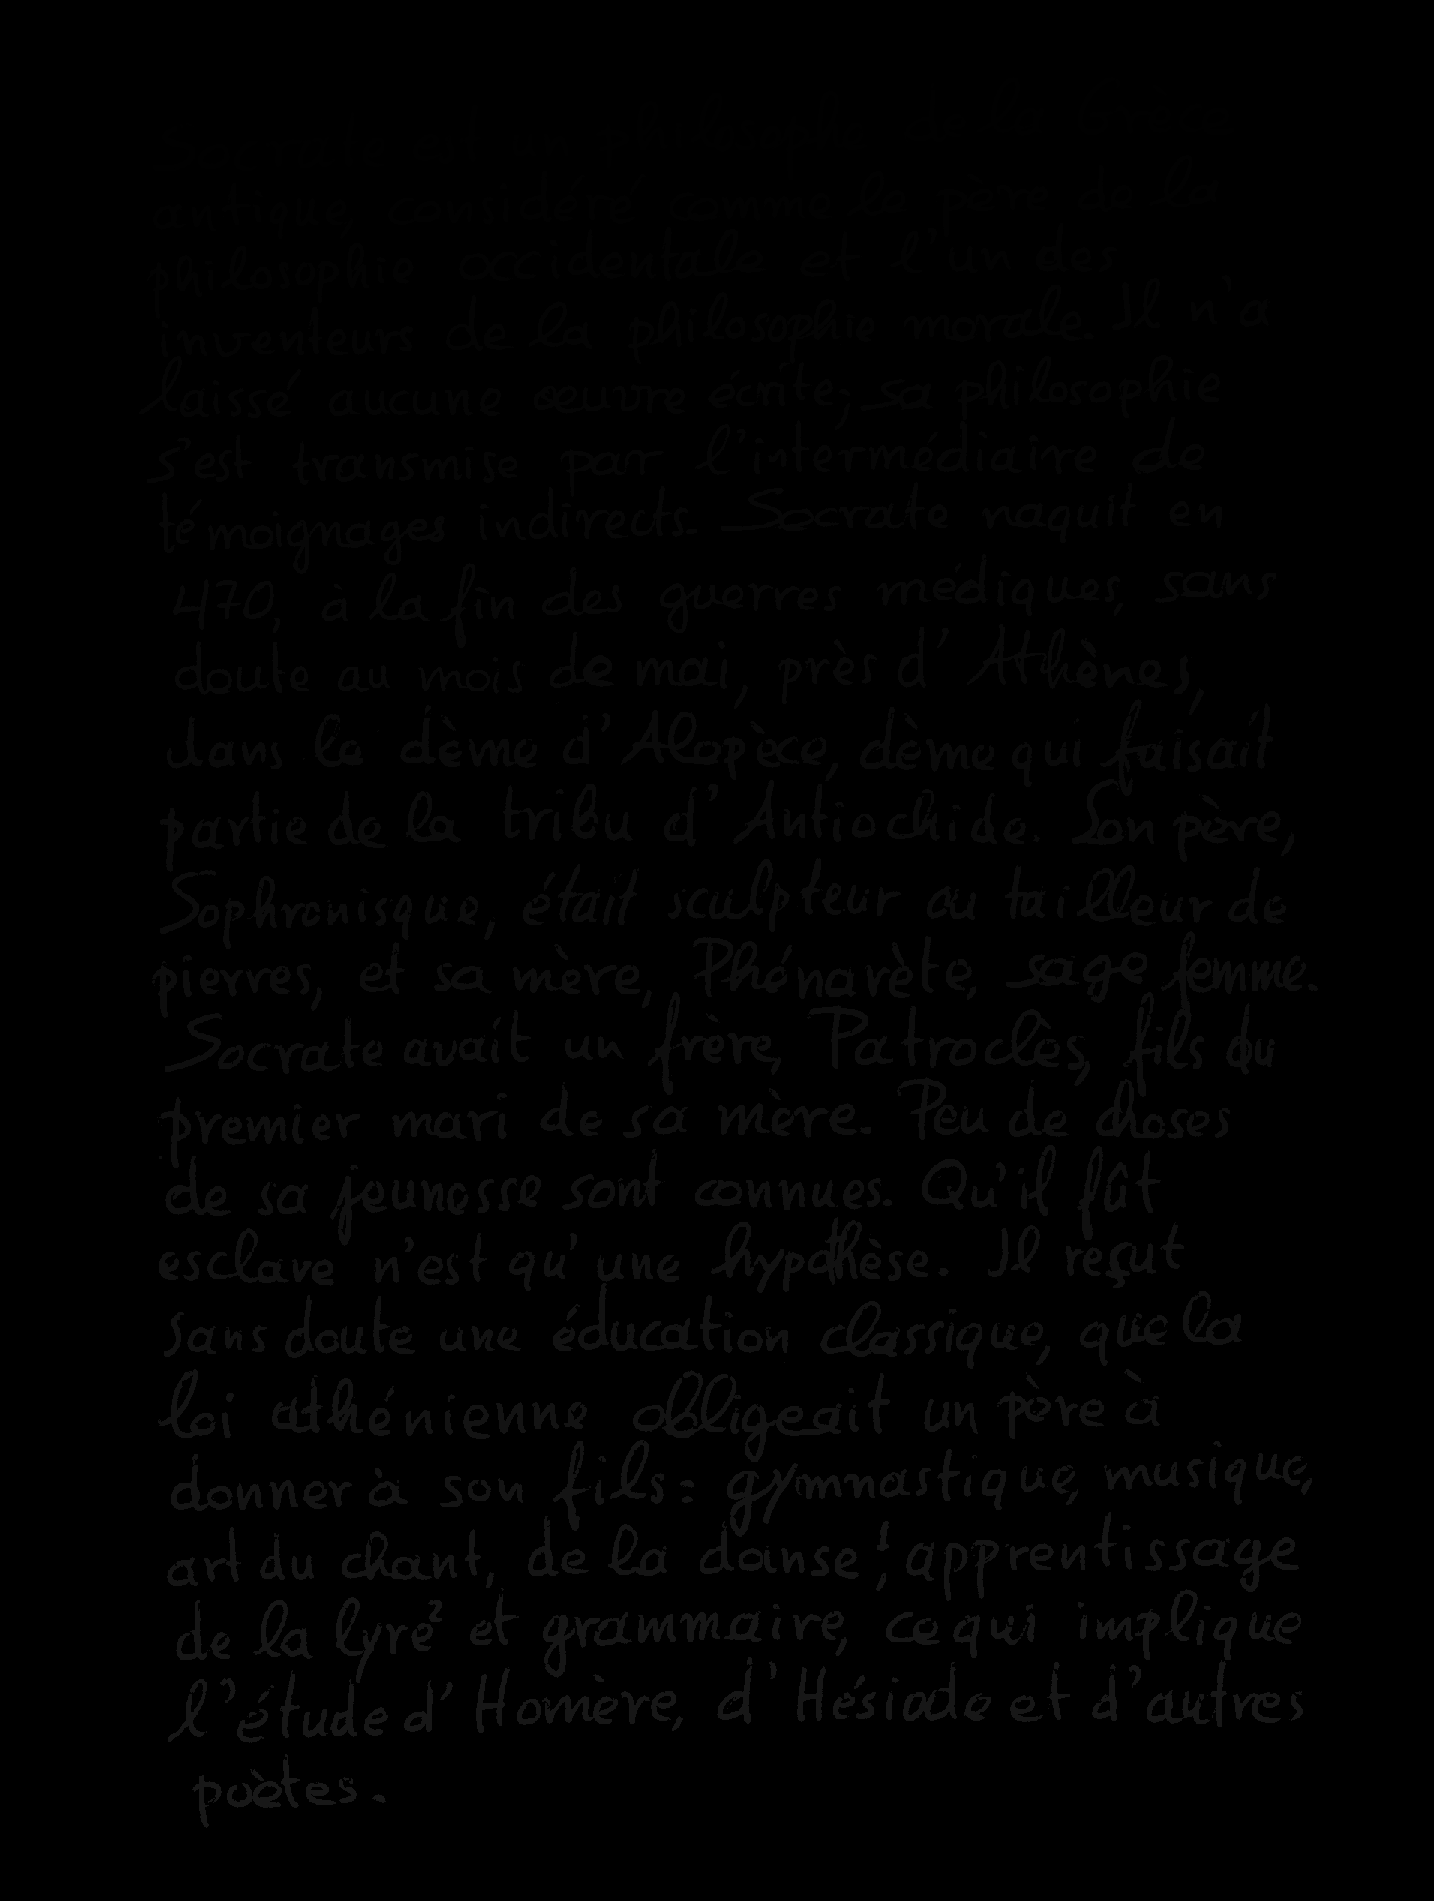 Socrate est un philosophe de la Grèce
antique, considéré comme le père de la
philosophie occidentale et l'un des
inventeurs de la philosophie morale. Il n'a
laissé aucune œuvre écrite; sa philosophie
s'est transmise par l'intermédiaire de
témoignages indirects. Socrate naquit en
470, à la fin des guerres médiques, sans
doute au mois de mai, près d'Athènes,
dans le dème d'Alopèce, dème qui faisait
partie de la tribu d'Antiochide. Son père,
Sophronisque, était sculpteur ou tailleur de
pierres, et sa mère, Phénarète, sage femme.
Socrate avait un frère, Patroclès, fils du
premier mari de sa mère. Peu de choses
de sa jeunesse sont connues. Qu'il fût
esclave n'est qu'une hypothèse. Il reçut
sans doute une éducation classique, que la
loi athénienne obligeait un père à
donner à son fils: gymnastique, musique,
art du chant, de la danse¹; apprentissage
de la lyre² et grammaire, ce qui implique
l'étude d'Homère, d'Hésiode et d'autres
poètes.